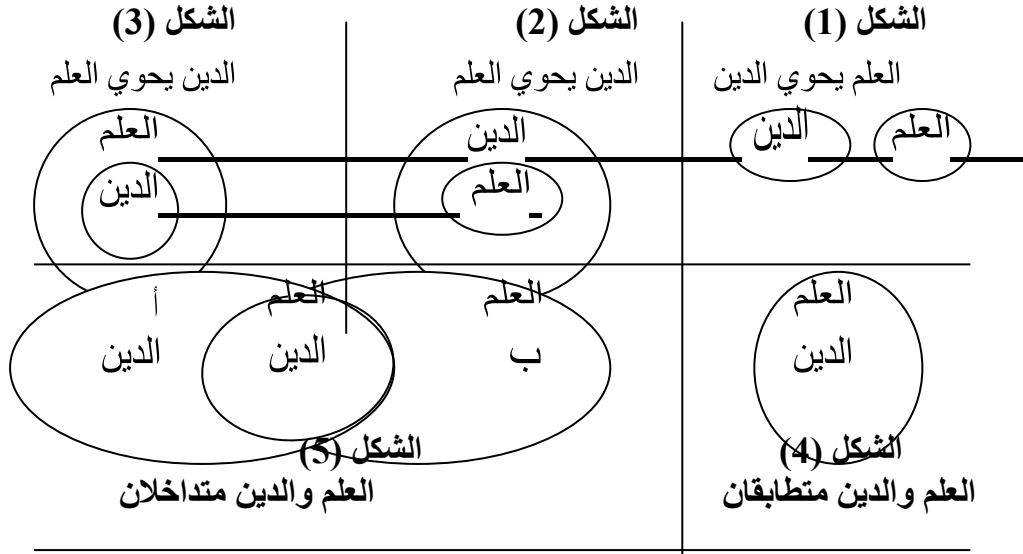 الشكل (1)
العلم يحوي الدين
العلم
الدين
الشكل (2)
الدين يحوي العلم
الدين
العلم
الشكل (3)
الدين يحوي العلم
العلم
الدين
العلم
الدين
الشكل (4)
العلم والدين متطابقان
العلم
ب
العلم
الدين
أ
الدين
الشكل (5)
العلم والدين متداخلان